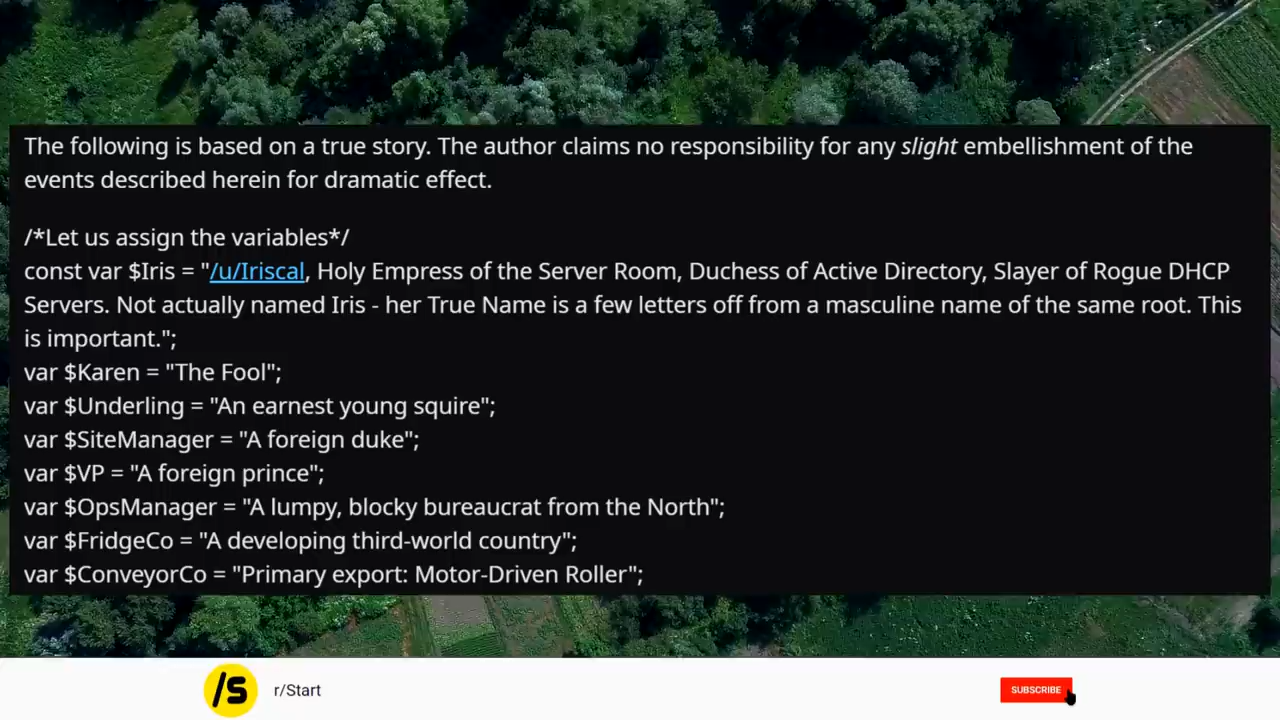 The following is based on a true story. The author claims no responsibility for any slight embellishment of the
events described herein for dramatic effect.
/*Let us assign the variables*/
const var $Iris = "/u/Iriscal, Holy Empress of the Server Room, Duchess of Active Directory, Slayer of Rogue DHCP
Servers. Not actually named Iris - her True Name is a few letters off from a masculine name of the same root. This
is important.";
var $Karen = "The Fool";
var $Underling = "An earnest young squire";
var $SiteManager = "A foreign duke";
var $VP = "A foreign prince";
var $OpsManager = "A lumpy, blocky bureaucrat from the North";
var $FridgeCo = "A developing third-world country";
var $ConveyorCo = "Primary export: Motor-Driven Roller";
/S r/Start SUBSCRIBE